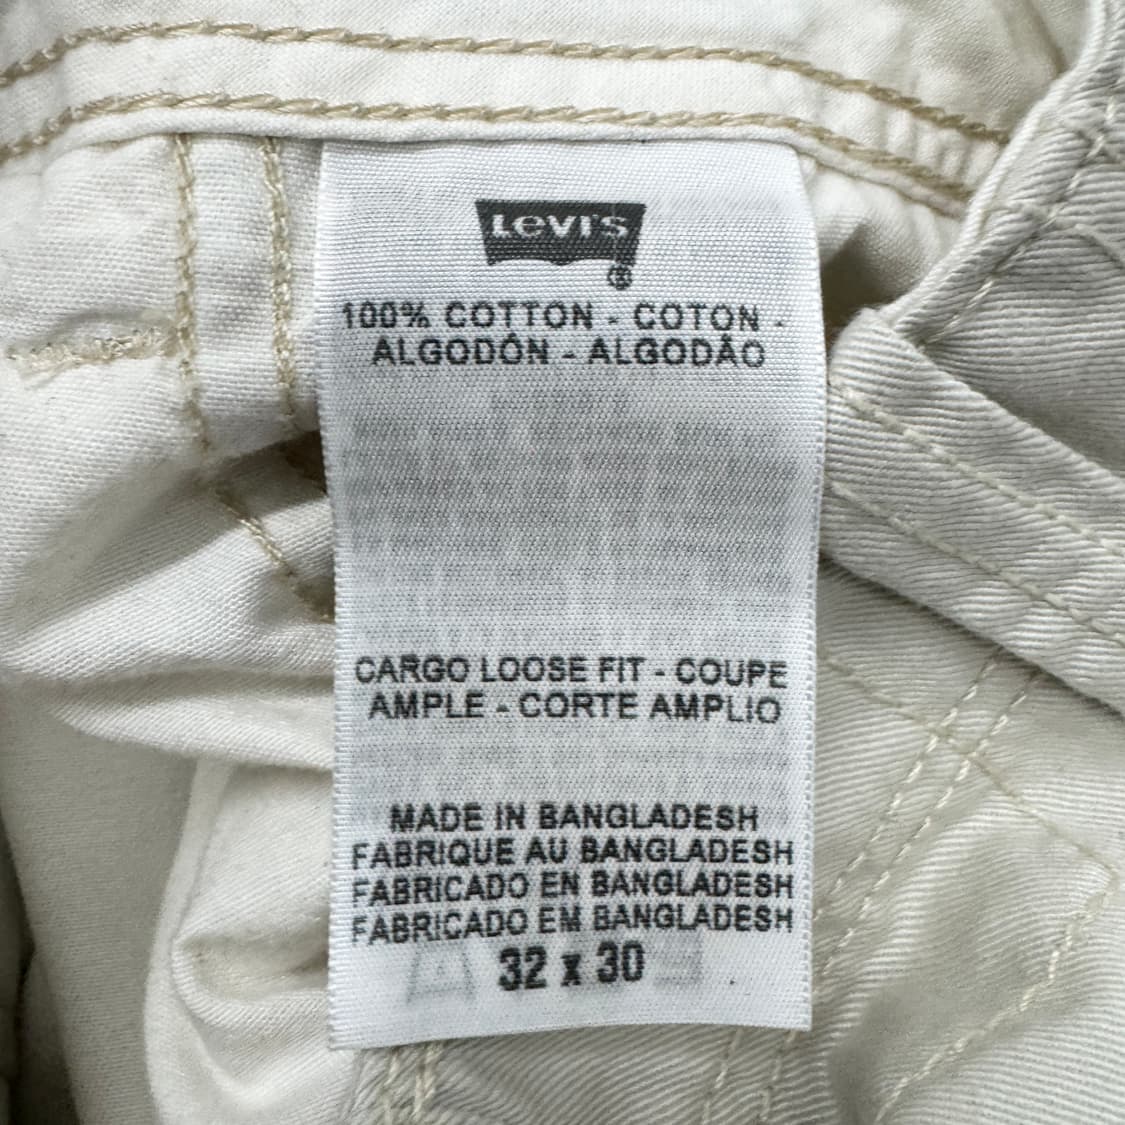 Levi's
®
100% COTTON - COTON -
ALGODÓN - ALGODÃO
CARGO LOOSE FIT - COUPE
AMPLE - CORTE AMPLIO
MADE IN BANGLADESH
FABRIQUE AU BANGLADESH
FABRICADO EN BANGLADESH
FABRICADO EM BANGLADESH
32 x 30